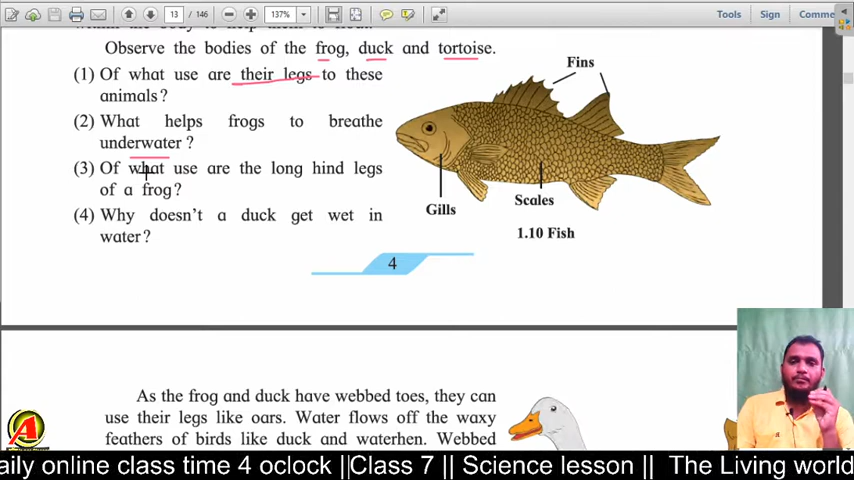 13 / 146
137%
Tools
Sign
Comme
Observe the bodies of the frog, duck and tortoise.
(1) Of what use are their legs to these
animals?
(2) What helps frogs to breathe
underwater ?
(3) Of what use are the long hind legs
of a frog?
(4) Why doesn't a duck get wet in
water?
Fins
Gills
Scales
1.10 Fish
4
As the frog and duck have webbed toes, they can
use their legs like oars. Water flows off the waxy
feathers of birds like duck and waterhen. Webbed
A
aily online class time 4 oclock ||Class 7 || Science lesson || The Living world